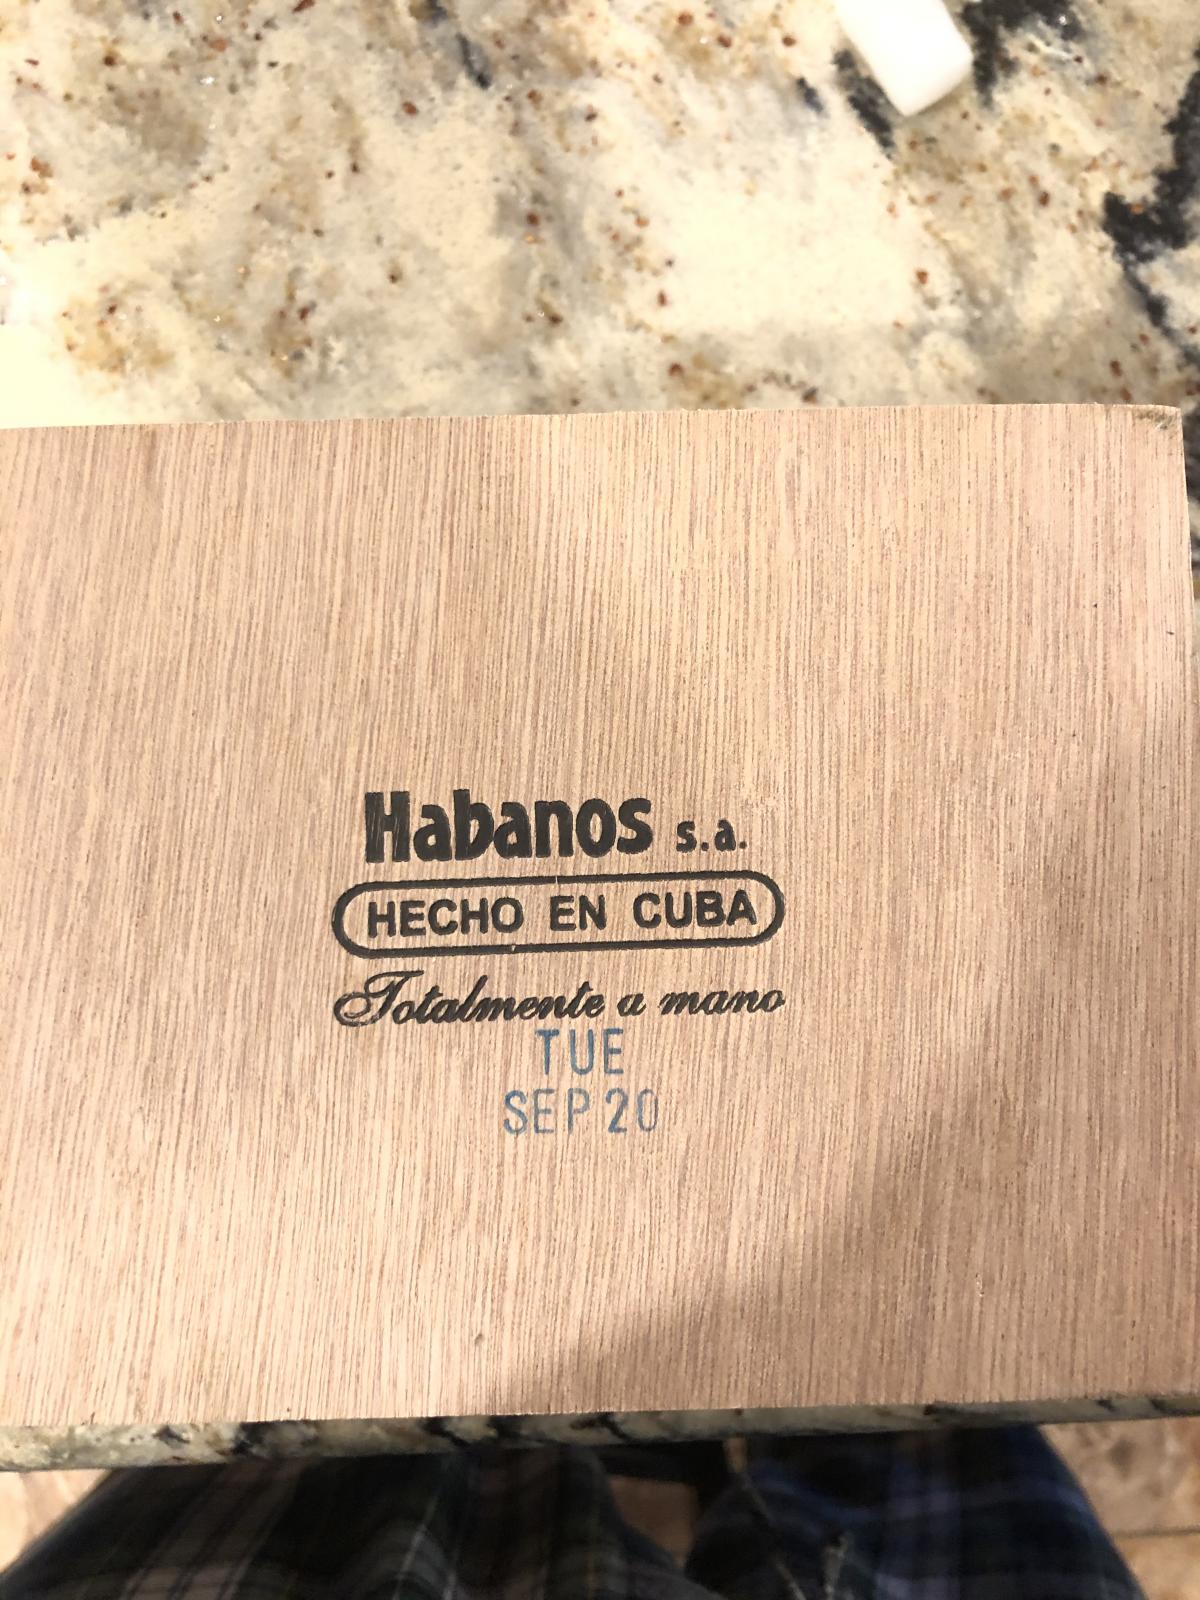 Habanos s.a.
HECHO EN CUBA
Totalmente a mano
TUE
SEP 20